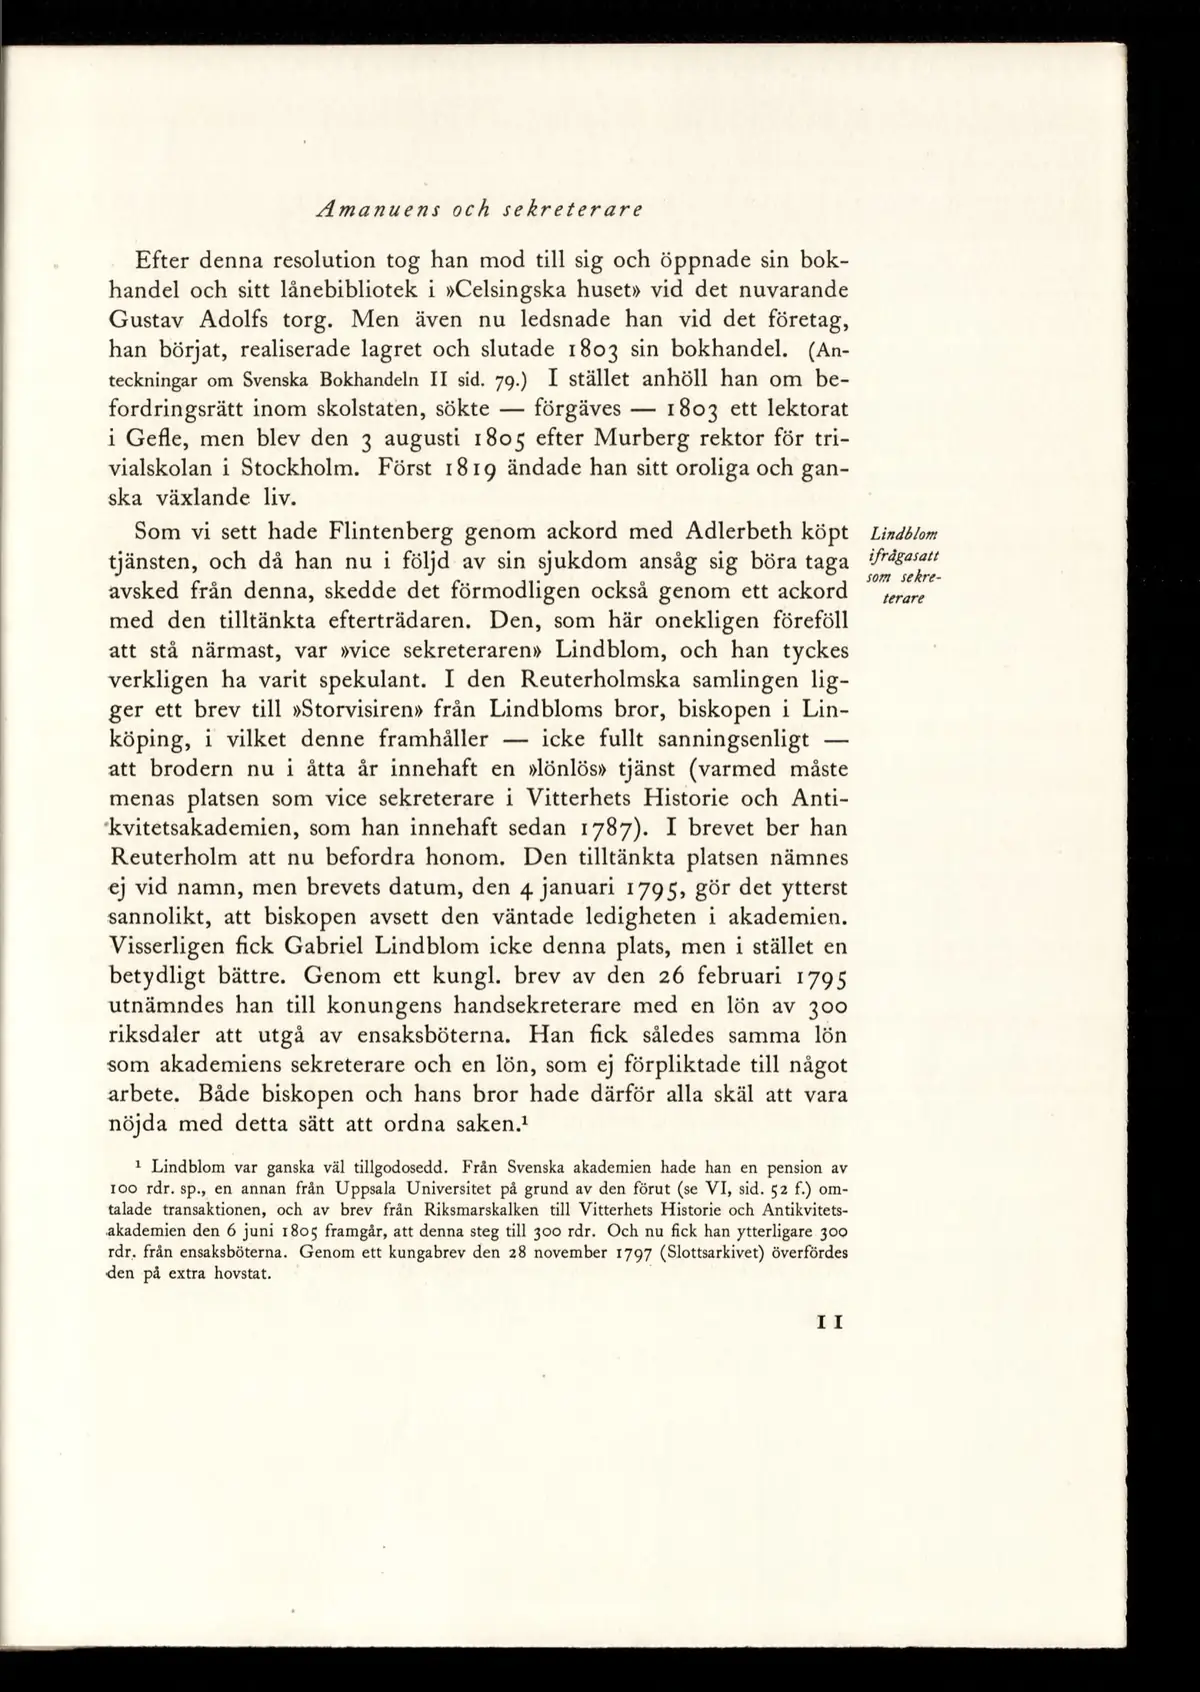 Amanuens och sekreterare
Efter denna resolution tog han mod till sig och öppnade sin bok-
handel och sitt lånebibliotek i »Celsingska huset» vid det nuvarande
Gustav Adolfs torg. Men även nu ledsnade han vid det företag,
han börjat, realiserade lagret och slutade 1803 sin bokhandel. (An-
teckningar om Svenska Bokhandeln II sid. 79.) I stället anhöll han om be-
fordringsrätt inom skolstaten, sökte — förgäves — 1803 ett lektorat
i Gefle, men blev den 3 augusti 1805 efter Murberg rektor för tri-
vialskolan i Stockholm. Först 1819 ändade han sitt oroliga och gan-
ska växlande liv.
Som vi sett hade Flintenberg genom ackord med Adlerbeth köpt
tjänsten, och då han nu i följd av sin sjukdom ansåg sig böra taga
avsked från denna, skedde det förmodligen också genom ett ackord
med den tilltänkta efterträdaren. Den, som här onekligen föreföll
att stå närmast, var »vice sekreteraren» Lindblom, och han tyckes
verkligen ha varit spekulant. I den Reuterholmska samlingen lig-
ger ett brev till »Storvisiren» från Lindbloms bror, biskopen i Lin-
köping, i vilket denne framhåller — icke fullt sanningsenligt —
att brodern nu i åtta år innehaft en »lönlös» tjänst (varmed måste
menas platsen som vice sekreterare i Vitterhets Historie och Anti-
kvitetsakademien, som han innehaft sedan 1787). I brevet ber han
Reuterholm att nu befordra honom. Den tilltänkta platsen nämnes
ej vid namn, men brevets datum, den 4 januari 1795, gör det ytterst
sannolikt, att biskopen avsett den väntade ledigheten i akademien.
Visserligen fick Gabriel Lindblom icke denna plats, men i stället en
betydligt bättre. Genom ett kungl. brev av den 26 februari 1795
utnämndes han till konungens handsekreterare med en lön av 300
riksdaler att utgå av ensaksböterna. Han fick således samma lön
som akademiens sekreterare och en lön, som ej förpliktade till något
arbete. Både biskopen och hans bror hade därför alla skäl att vara
nöjda med detta sätt att ordna saken.¹
Lindblom
ifrågasatt
som sekre-
terare
¹ Lindblom var ganska väl tillgodosedd. Från Svenska akademien hade han en pension av
100 rdr. sp., en annan från Uppsala Universitet på grund av den förut (se VI, sid. 52 f.) om-
talade transaktionen, och av brev från Riksmarskalken till Vitterhets Historie och Antikvitets-
akademien den 6 juni 1805 framgår, att denna steg till 300 rdr. Och nu fick han ytterligare 300
rdr. från ensaksböterna. Genom ett kungabrev den 28 november 1797 (Slottsarkivet) överfördes
den på extra hovstat.
11